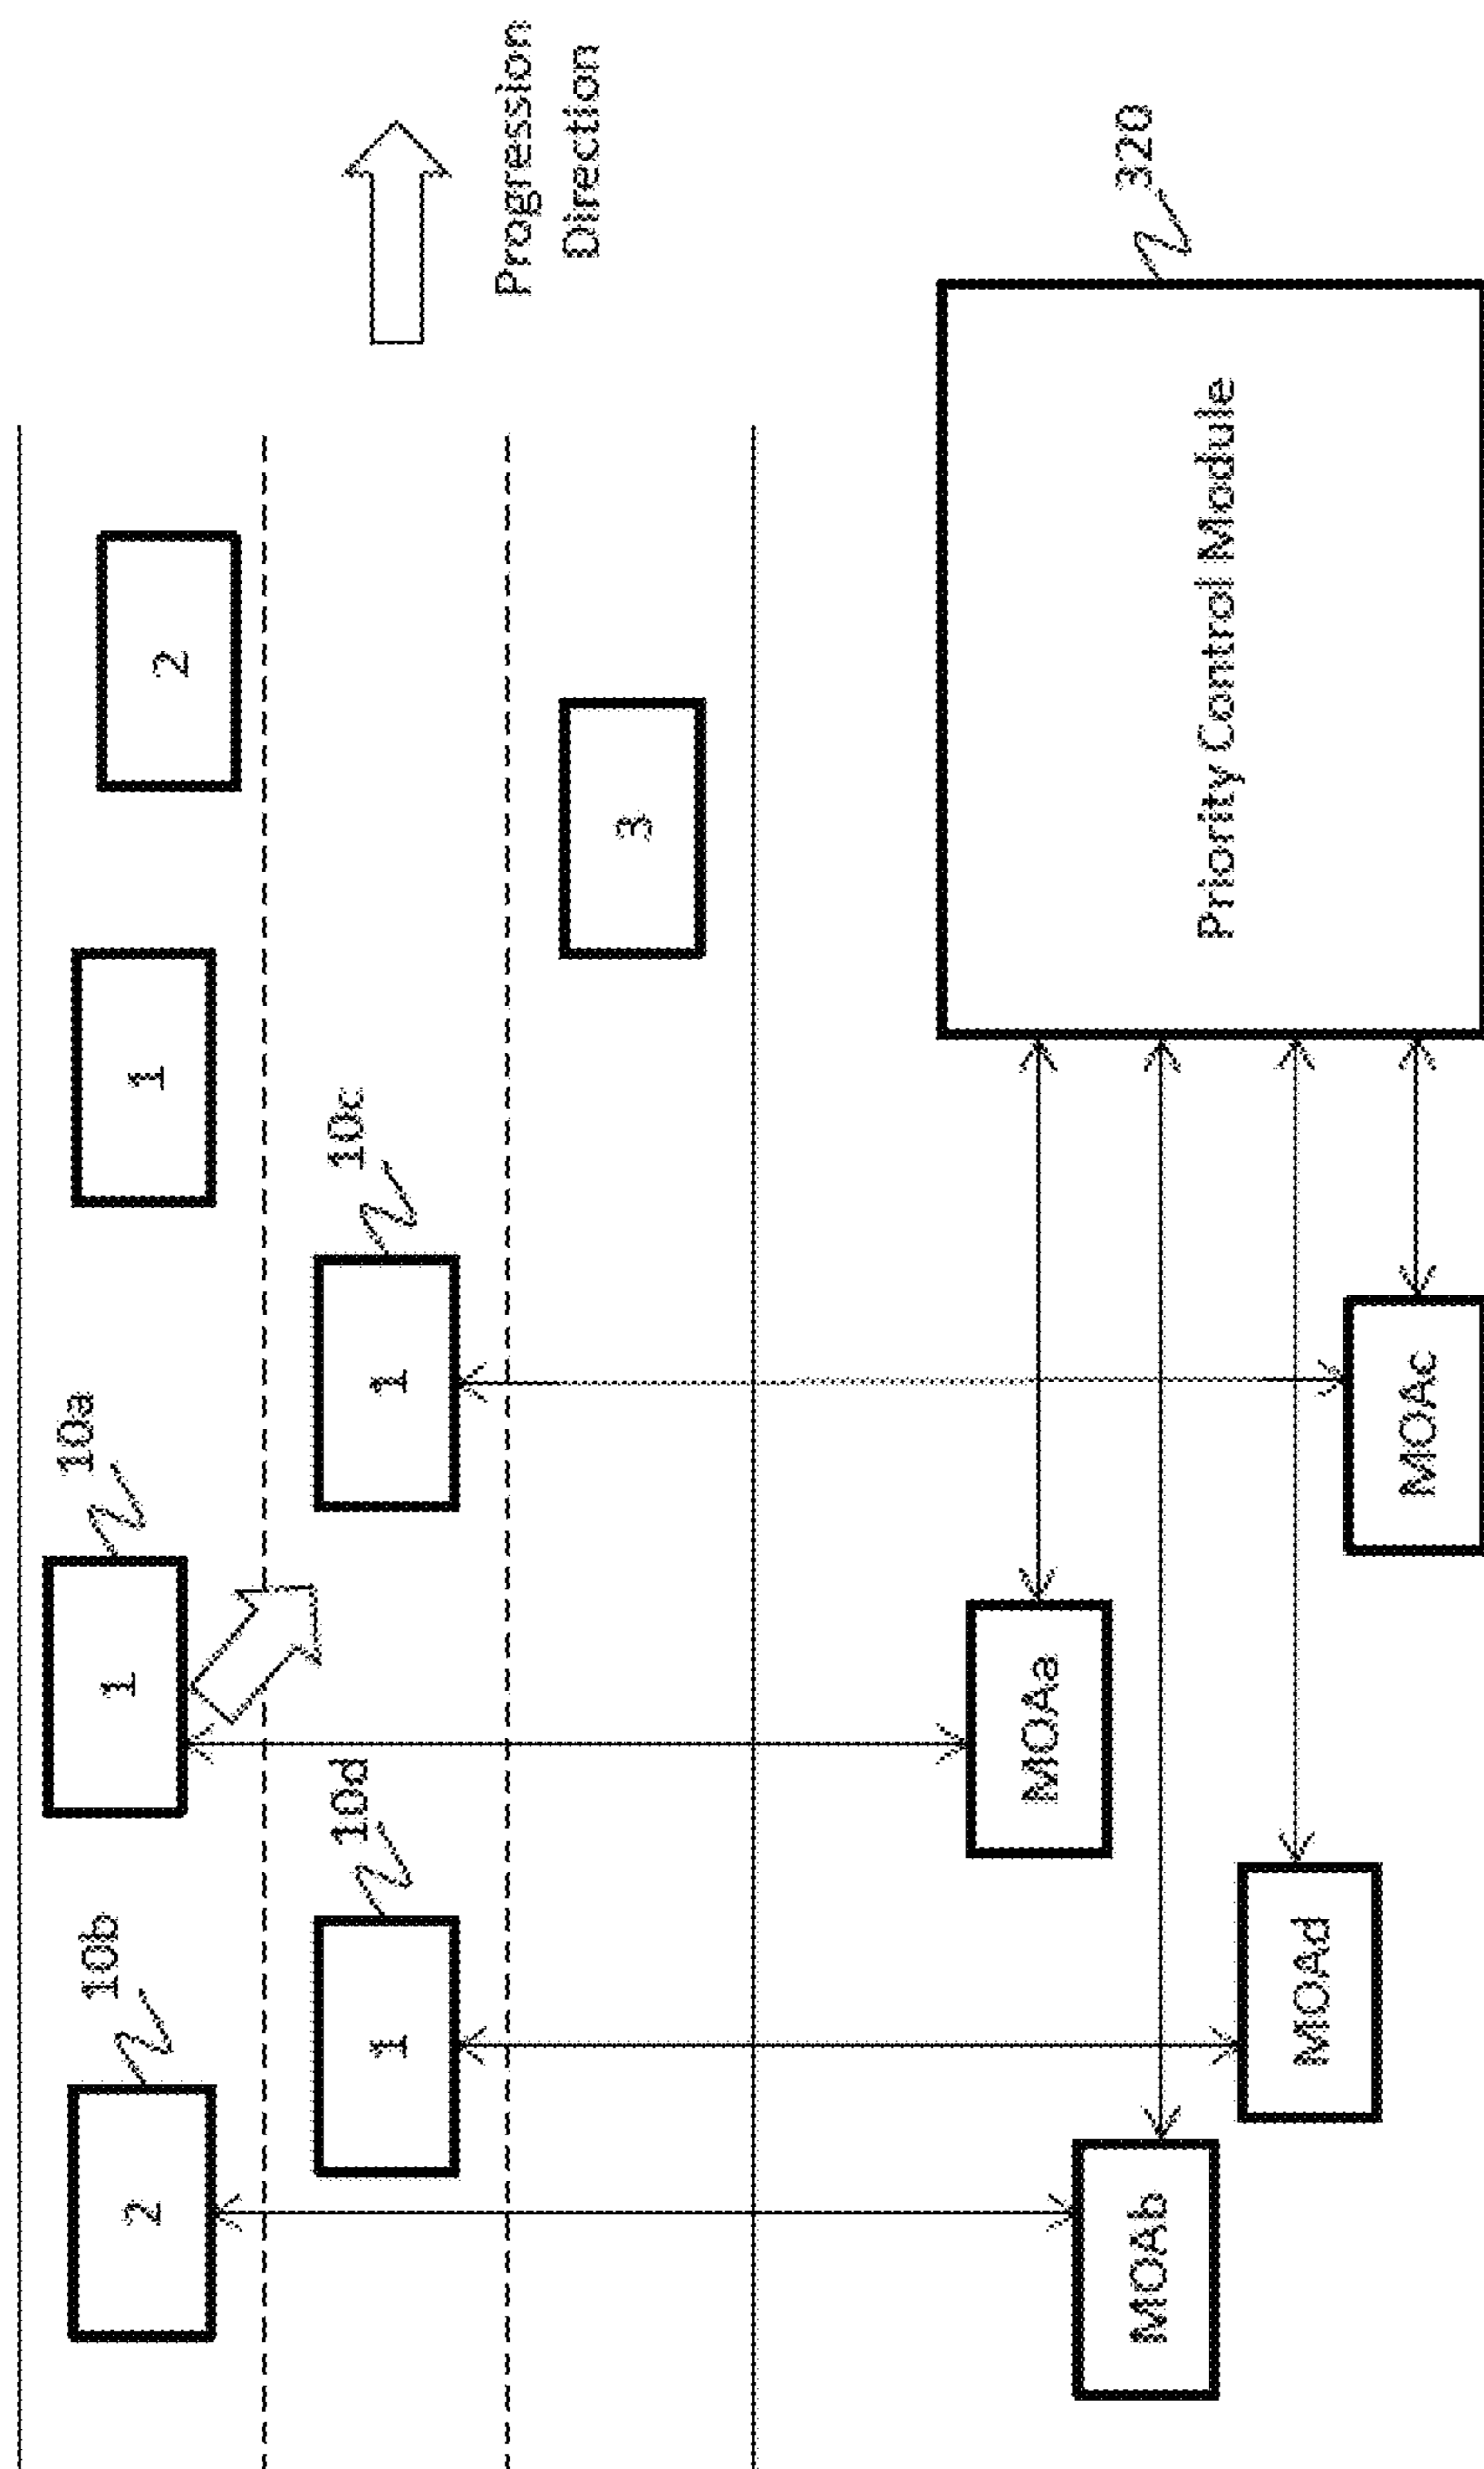 10b
2
10a
1
1
2
10d
1
10c
1
3
Progression
Direction
MOAb
MOAa
MOAd
MOAc
Priority Control Module
320